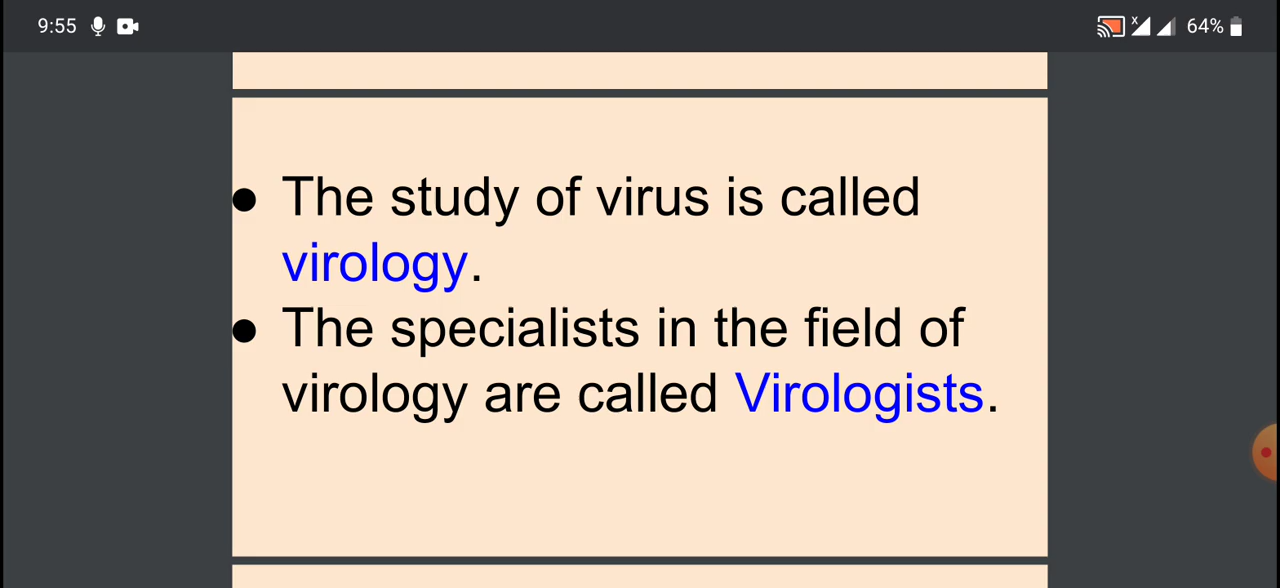 9:55
x
64%
● The study of virus is called
virology.
● The specialists in the field of
virology are called Virologists.